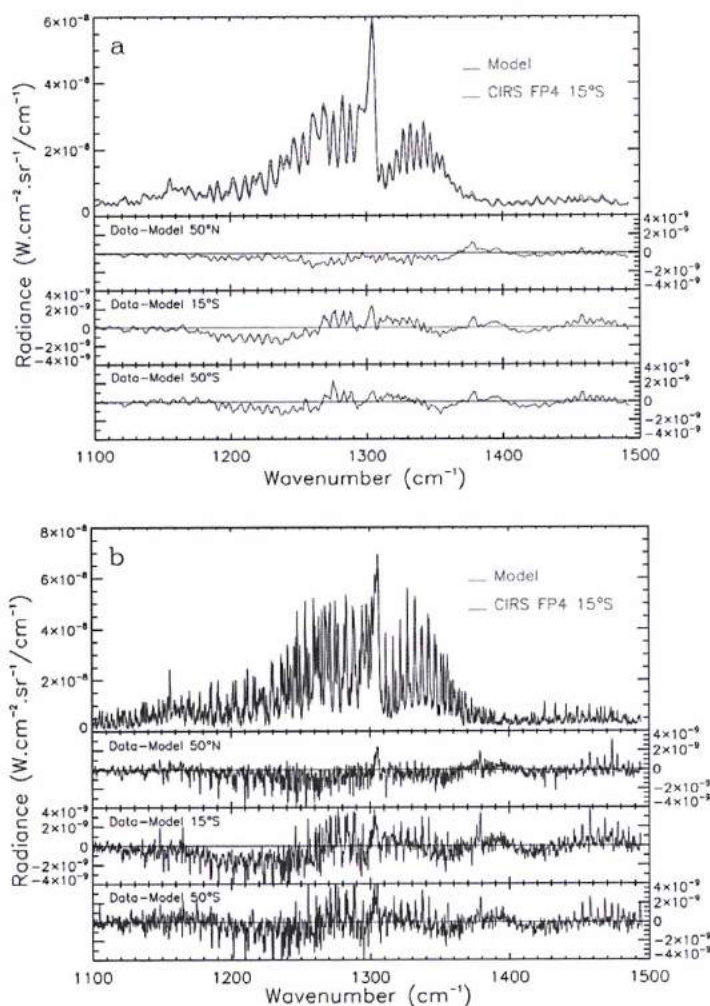 a
6×10⁻⁸
4×10⁻⁸
2×10⁻⁸
0
Model
CIRS FP4 15°S
Data-Model 50°N
4×10⁻⁹
2×10⁻⁹
0
−2×10⁻⁹
−4×10⁻⁹
4×10⁻⁹
2×10⁻⁹
0
−2×10⁻⁹
−4×10⁻⁹
Data-Model 15°S
Data-Model 50°S
4×10⁻⁹
2×10⁻⁹
0
−2×10⁻⁹
−4×10⁻⁹
Radiance (W.cm⁻².sr⁻¹/cm⁻¹)
1100 1200 1300 1400 1500
Wavenumber (cm⁻¹)
b
8×10⁻⁸
6×10⁻⁸
4×10⁻⁸
2×10⁻⁸
0
Model
CIRS FP4 15°S
Data-Model 50°N
4×10⁻⁹
2×10⁻⁹
0
−2×10⁻⁹
−4×10⁻⁹
4×10⁻⁹
2×10⁻⁹
0
−2×10⁻⁹
−4×10⁻⁹
Data-Model 15°S
Data-Model 50°S
4×10⁻⁹
2×10⁻⁹
0
−2×10⁻⁹
−4×10⁻⁹
Radiance (W.cm⁻².sr⁻¹/cm⁻¹)
1100 1200 1300 1400 1500
Wavenumber (cm⁻¹)